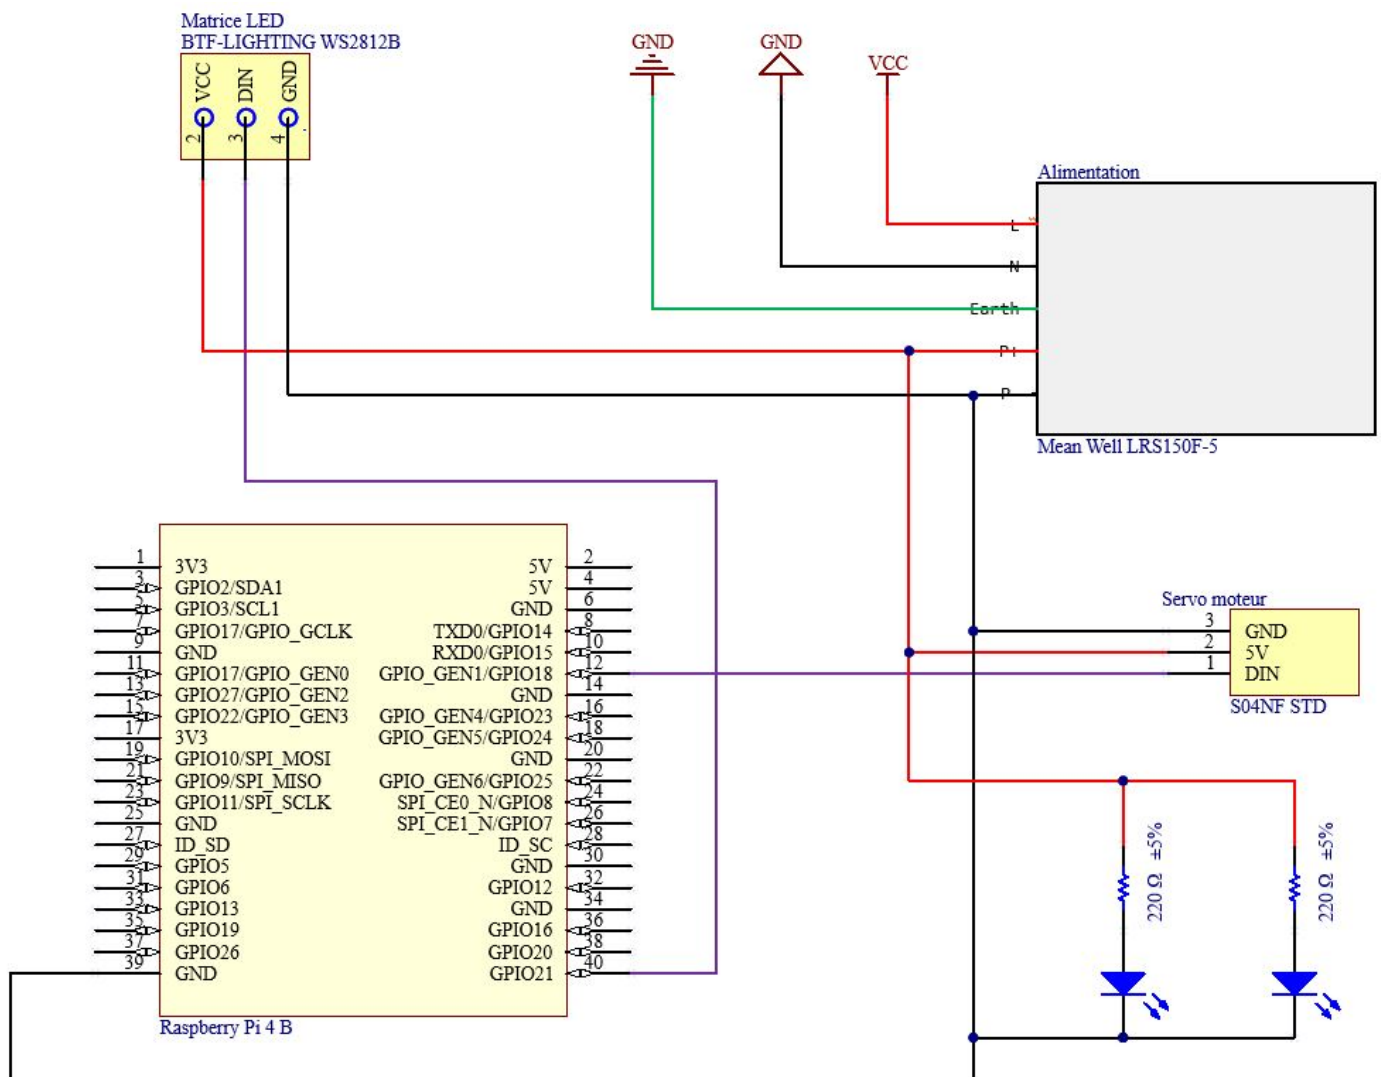 Matrice LED
BTF-LIGHTING WS2812B
VCC
DIN
GND
2
3
4
GND
GND
VCC
Alimentation
L
N
Earth
P+
P-
Mean Well LRS150F-5
1 3V3 5V 2
3 GPIO2/SDA1 5V 4
5 GPIO3/SCL1 GND 6
7 GPIO17/GPIO_GCLK TXD0/GPIO14 8
9 GND RXD0/GPIO15 10
11 GPIO17/GPIO_GEN0 GPIO_GEN1/GPIO18 12
13 GPIO27/GPIO_GEN2 GND 14
15 GPIO22/GPIO_GEN3 GPIO_GEN4/GPIO23 16
17 3V3 GPIO_GEN5/GPIO24 18
19 GPIO10/SPI_MOSI GND 20
21 GPIO9/SPI_MISO GPIO_GEN6/GPIO25 22
23 GPIO11/SPI_SCLK SPI_CE0_N/GPIO8 24
25 GND SPI_CE1_N/GPIO7 26
27 ID_SD ID_SC 28
29 GPIO5 GND 30
31 GPIO6 GPIO12 32
33 GPIO13 GND 34
35 GPIO19 GPIO16 36
37 GPIO26 GPIO20 38
39 GND GPIO21 40
Raspberry Pi 4 B
Servo moteur
3 GND
2 5V
1 DIN
S04NF STD
220 Ω ±5%
220 Ω ±5%